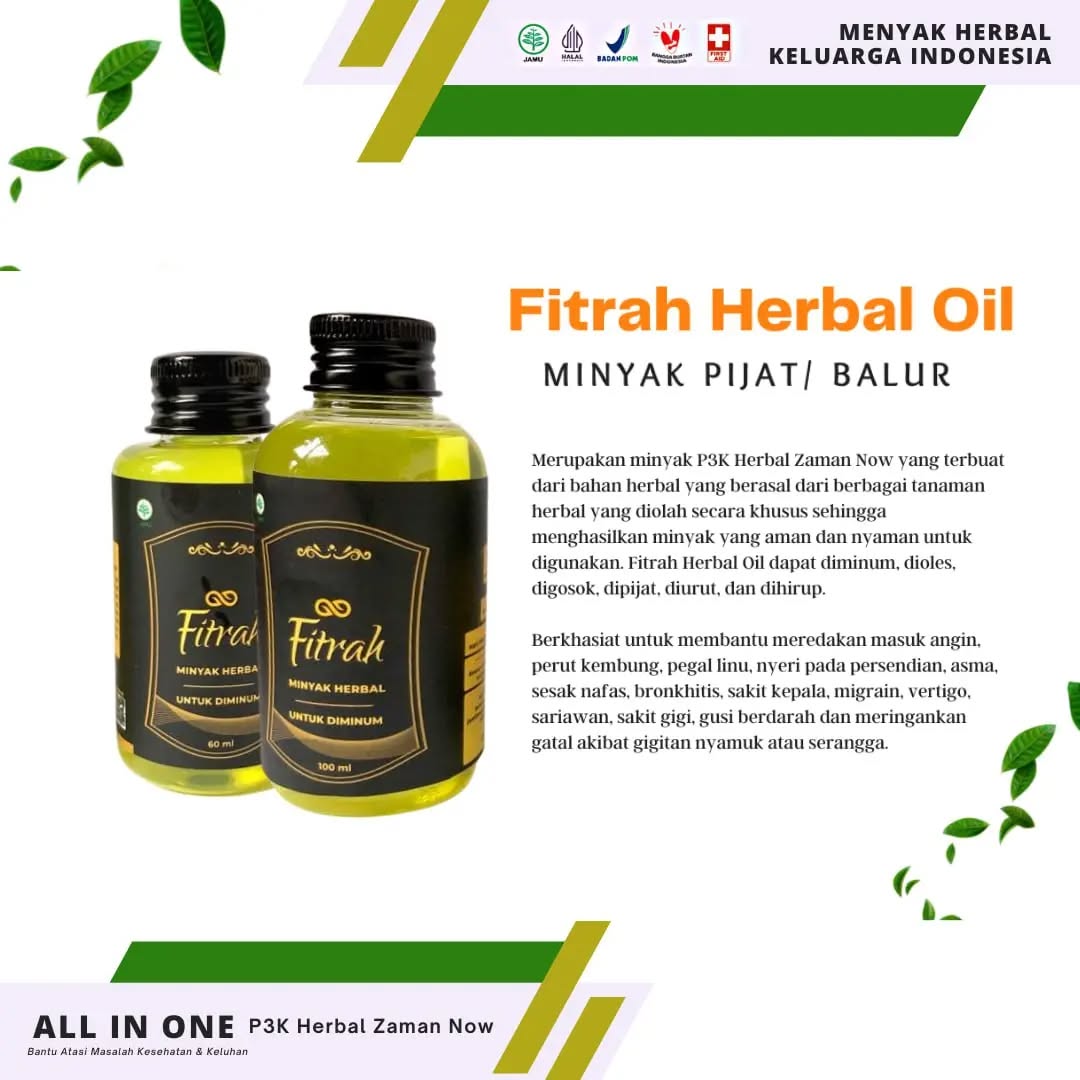 JAMU
HALAL
BADAN POM
BANGGA BUATAN
INDONESIA
FIRST
AID
MENYAK HERBAL
KELUARGA INDONESIA
Fitrah Herbal Oil
MINYAK PIJAT/ BALUR
Merupakan minyak P3K Herbal Zaman Now yang terbuat
dari bahan herbal yang berasal dari berbagai tanaman
herbal yang diolah secara khusus sehingga
menghasilkan minyak yang aman dan nyaman untuk
digunakan. Fitrah Herbal Oil dapat diminum, dioles,
digosok, dipijat, diurut, dan dihirup.
Berkhasiat untuk membantu meredakan masuk angin,
perut kembung, pegal linu, nyeri pada persendian, asma,
sesak nafas, bronkhitis, sakit kepala, migrain, vertigo,
sariawan, sakit gigi, gusi berdarah dan meringankan
gatal akibat gigitan nyamuk atau serangga.
Fitrah
MINYAK HERBA
UNTUK DIMINUM
60 ml
Fitrah
MINYAK HERBAL
UNTUK DIMINUM
100 ml
ALL IN ONE P3K Herbal Zaman Now
Bantu Atasi Masalah Kesehatan & Keluhan